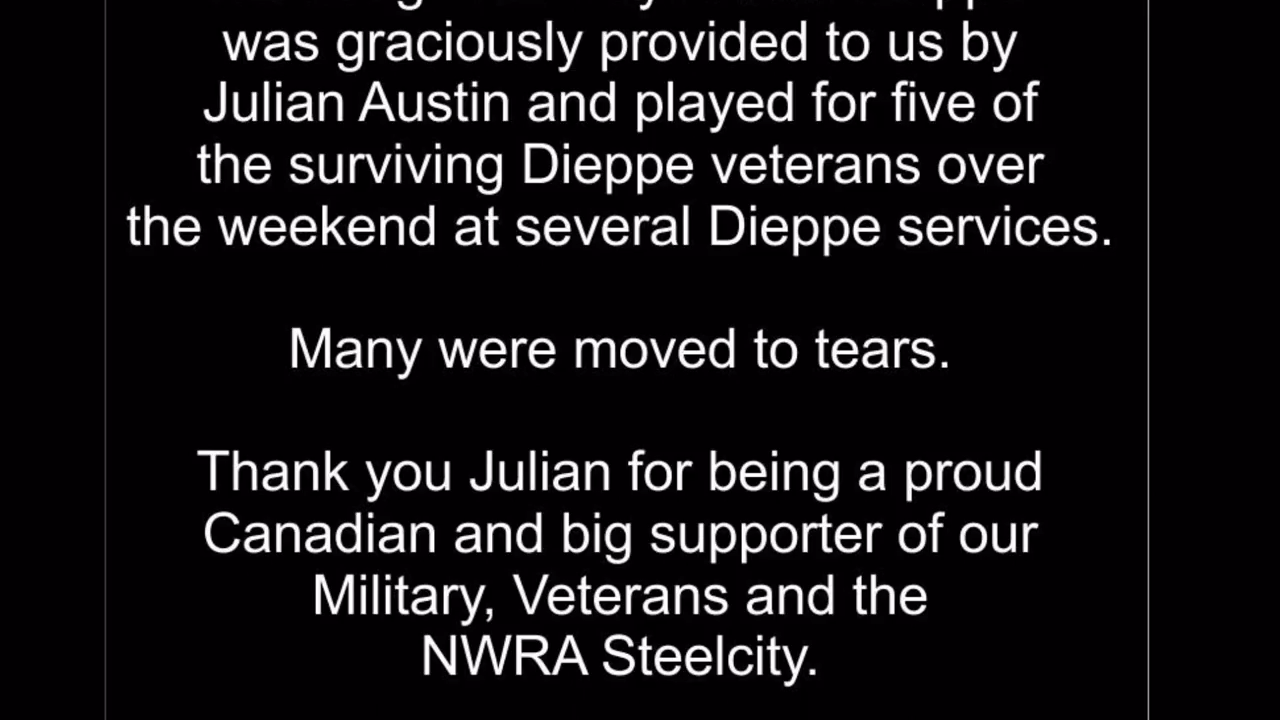 was graciously provided to us by
Julian Austin and played for five of
the surviving Dieppe veterans over
the weekend at several Dieppe services.
Many were moved to tears.
Thank you Julian for being a proud
Canadian and big supporter of our
Military, Veterans and the
NWRA Steelcity.